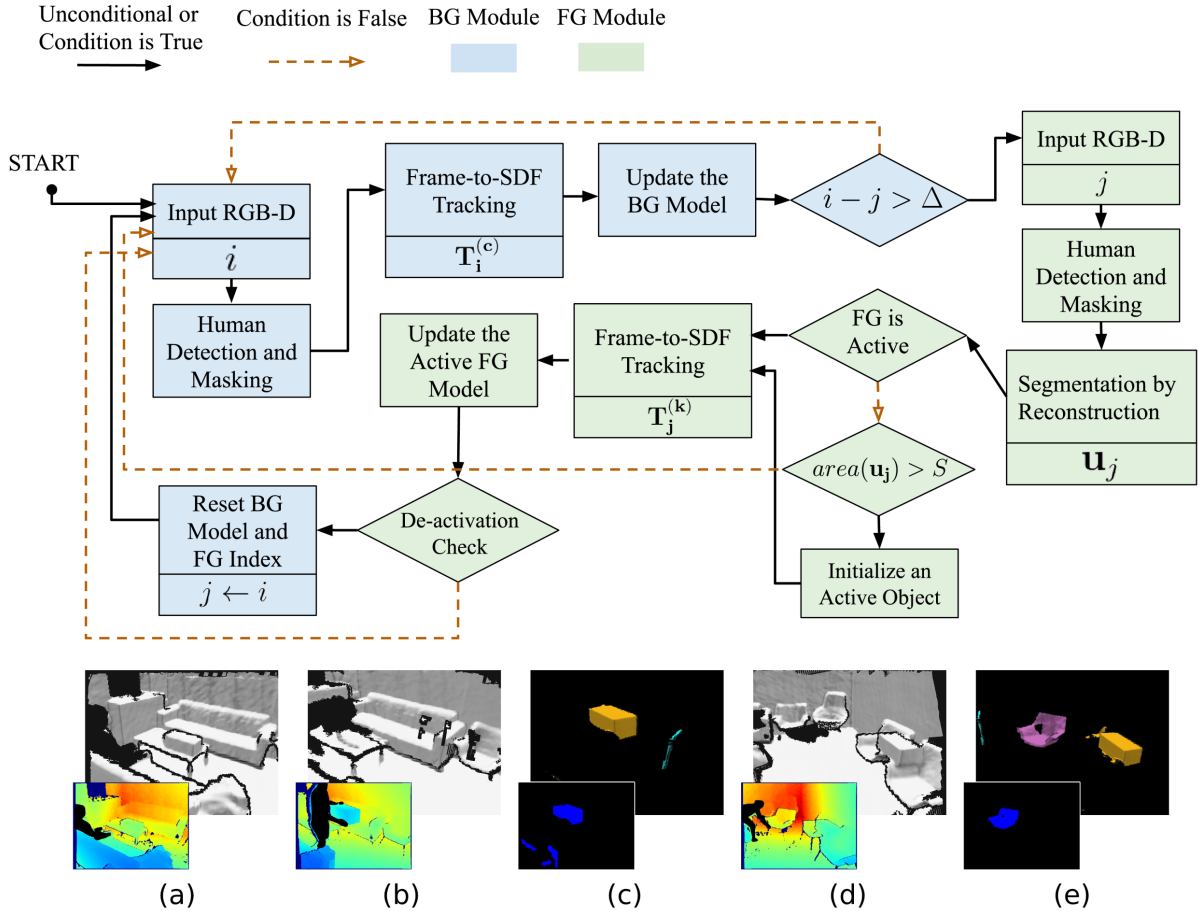 Unconditional or
Condition is True
Condition is False
BG Module
FG Module
START
Input RGB-D
i
Human
Detection and
Masking
Frame-to-SDF
Tracking
T_i^(c)
Update the
BG Model
i − j > Δ
Input RGB-D
j
Human
Detection and
Masking
Segmentation by
Reconstruction
u_j
FG is
Active
area(u_j) > S
Initialize an
Active Object
Frame-to-SDF
Tracking
T_j^(k)
Update the
Active FG
Model
De-activation
Check
Reset BG
Model and
FG Index
j ← i
(a)
(b)
(c)
(d)
(e)